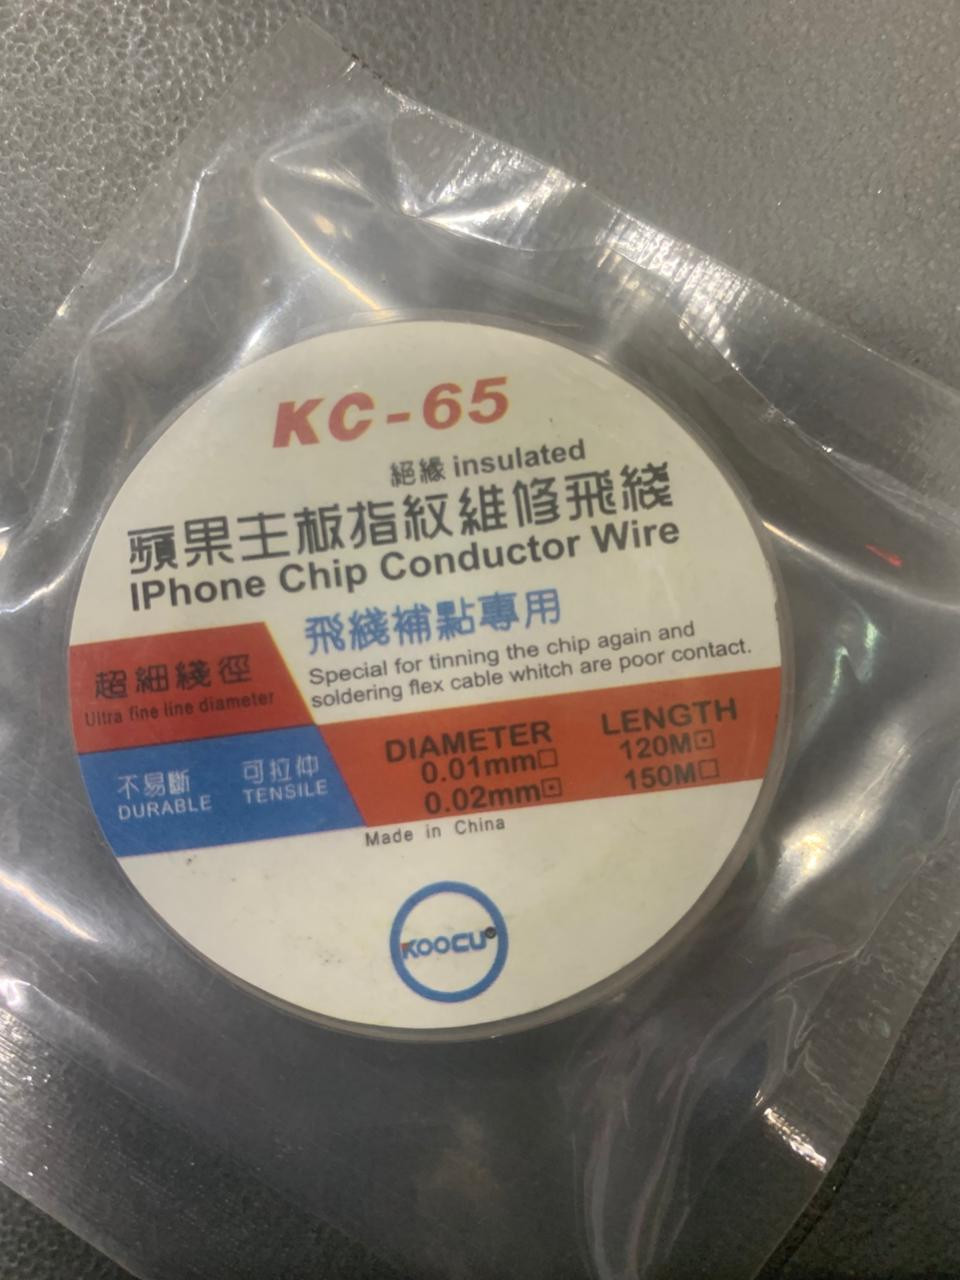 KC-65
絕緣 insulated
蘋果主板指紋維修飛綫
IPhone Chip Conductor Wire
飛綫補點專用
Special for tinning the chip again and
soldering flex cable whitch are poor contact.
超細綫徑
Ultra fine line diameter
不易斷 可拉伸
DURABLE TENSILE
DIAMETER LENGTH
0.01mm□ 120M⊡
0.02mm⊡ 150M□
Made in China
KOOCU